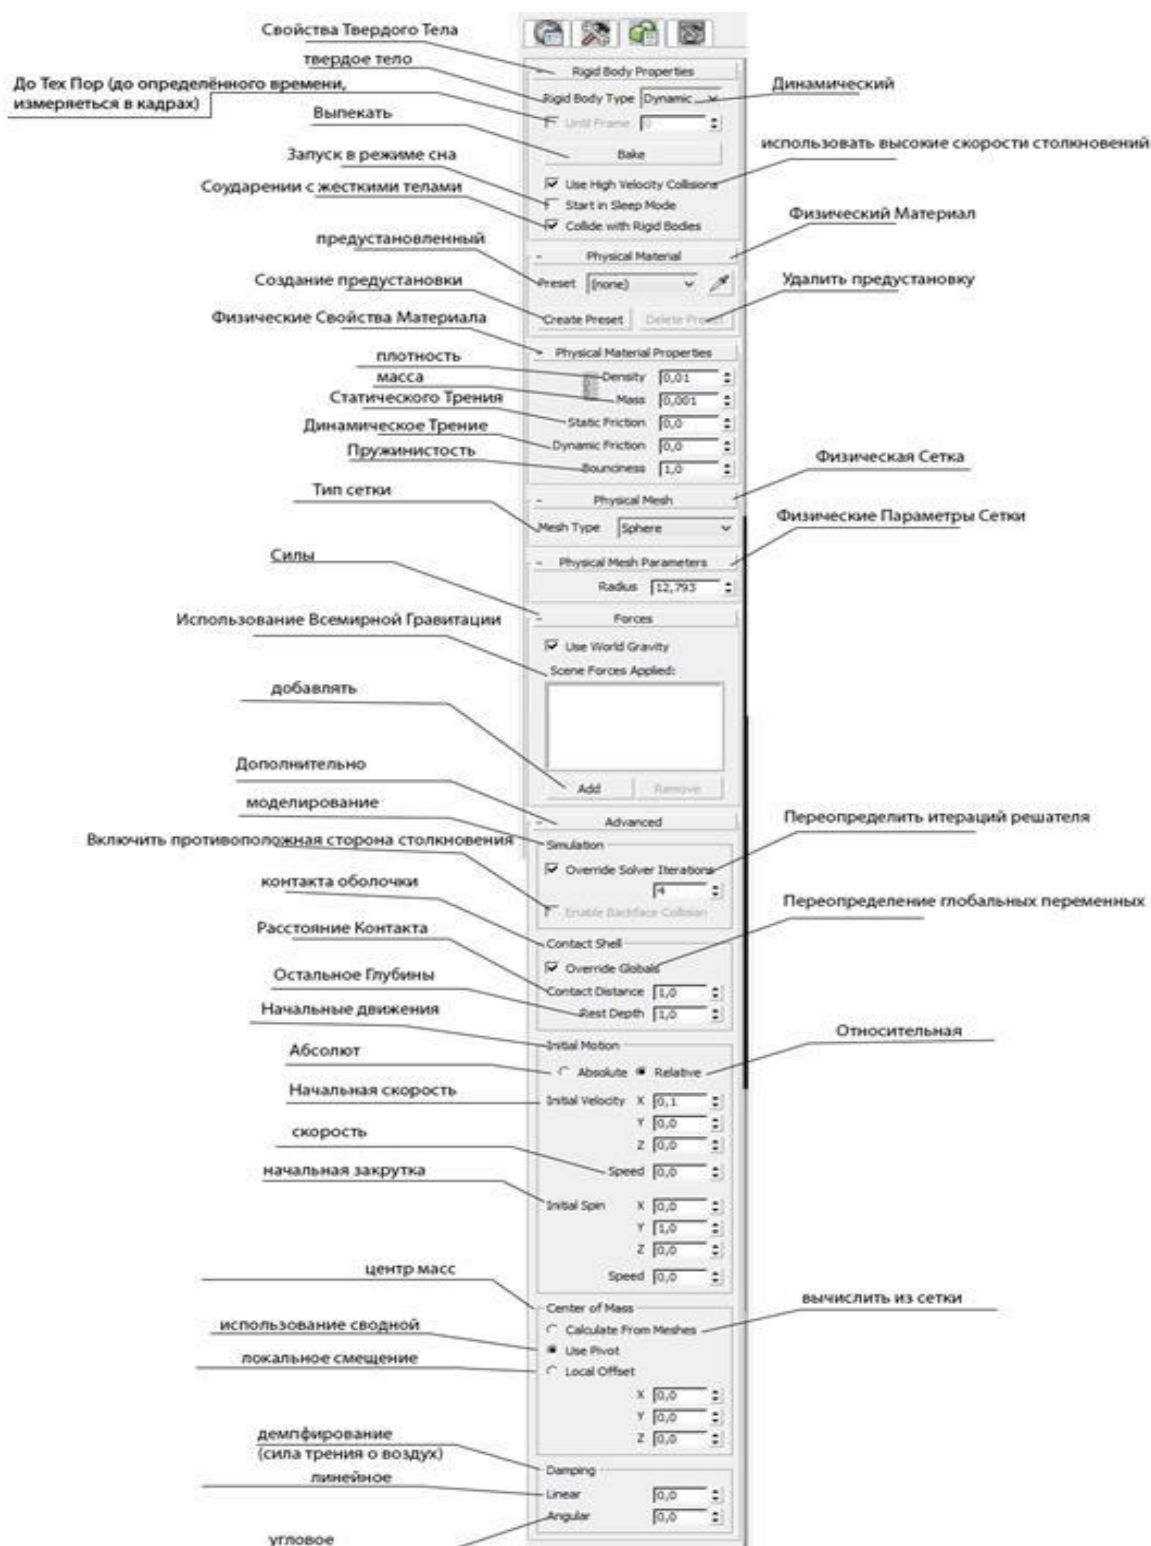 Свойства Твердого Тела
твердое тело
До Тех Пор (до определённого времени,
измеряеться в кадрах)
Выпекать
Запуск в режиме сна
Соударении с жесткими телами
предустановленный
Создание предустановки
Физические Свойства Материала
плотность
масса
Статического Трения
Динамическое Трение
Пружинистость
Тип сетки
Силы
Использование Всемирной Гравитации
добавлять
Дополнительно
моделирование
Включить противоположная сторона столкновения
контакта оболочки
Расстояние Контакта
Остальное Глубины
Начальные движения
Абсолют
Начальная скорость
скорость
начальная закрутка
центр масс
использование сводной
локальное смещение
демпфирование
(сила трения о воздух)
линейное
угловое
Rigid Body Properties
Rigid Body Type Dynamic
Until Frame 0
Bake
Use High Velocity Collisions
Start in Sleep Mode
Collide with Rigid Bodies
Physical Material
Preset (none)
Create Preset Delete Preset
Physical Material Properties
Density 0,01
Mass 0,001
Static Friction 0,0
Dynamic Friction 0,0
Bounciness 1,0
Physical Mesh
Mesh Type Sphere
Physical Mesh Parameters
Radius 12,793
Forces
Use World Gravity
Scene Forces Applied:
Add Remove
Advanced
Simulation
Override Solver Iterations
4
Enable Backface Collision
Contact Shell
Override Globals
Contact Distance 1,0
Rest Depth 1,0
Initial Motion
Absolute Relative
Initial Velocity X 0,1
Y 0,0
Z 0,0
Speed 0,0
Initial Spin X 0,0
Y 1,0
Z 0,0
Speed 0,0
Center of Mass
Calculate From Meshes
Use Pivot
Local Offset
X 0,0
Y 0,0
Z 0,0
Damping
Linear 0,0
Angular 0,0
Динамический
использовать высокие скорости столкновений
Физический Материал
Удалить предустановку
Физическая Сетка
Физические Параметры Сетки
Переопределить итераций решателя
Переопределение глобальных переменных
Относительная
вычислить из сетки